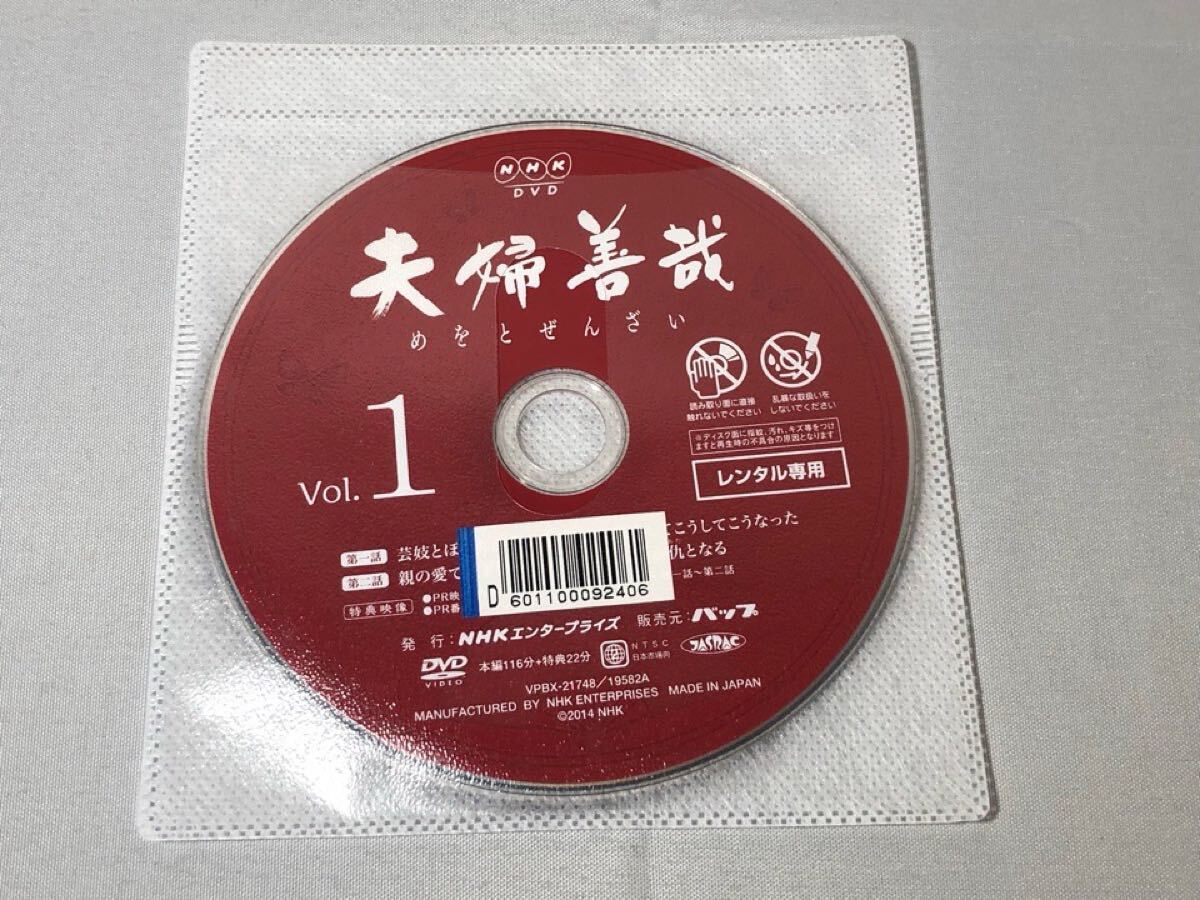 NHK
DVD
夫婦善哉
めをとぜんざい
読み取り面に直接
触れないでください
乱暴な取扱いを
しないでください
※ディスク面に指紋、汚れ、キズ等をつけ
ますと再生時の不具合の原因となります
Vol. 1
レンタル専用
第一話 芸妓とぼ てこうしてこうなった
第二話 親の愛て 仇となる
特典映像 ●PR映 一話～第二話
●PR番
D 601100092406
発 行：NHKエンタープライズ 販売元：バップ
DVD VIDEO 本編116分+特典22分 2 NTSC 日本市場向 JASRAC
VPBX-21748/19582A
MANUFACTURED BY NHK ENTERPRISES MADE IN JAPAN
©2014 NHK